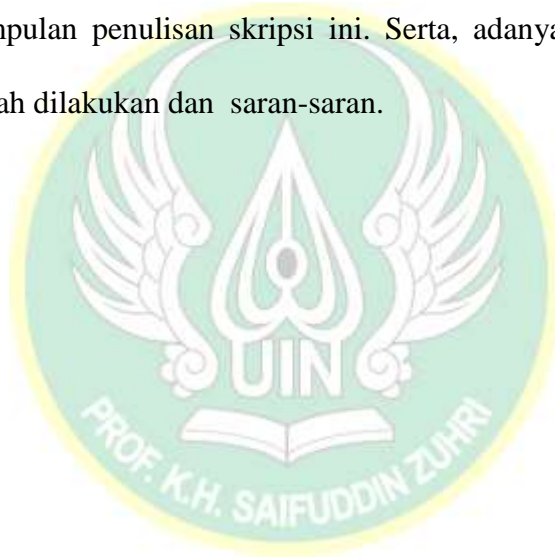 mpulan penulisan skripsi ini. Serta, adanya
ah dilakukan dan saran-saran.
UIN
PROF. K.H. SAIFUDDIN ZUHRI